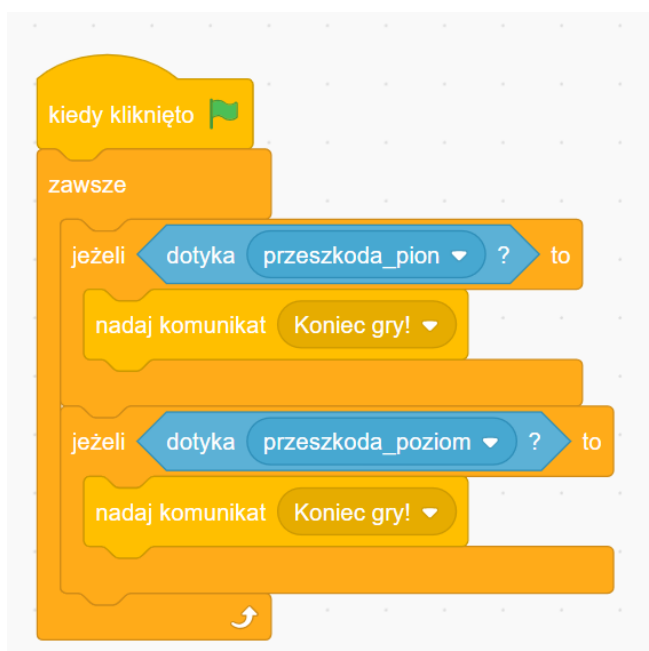 kiedy kliknięto
zawsze
jeżeli dotyka przeszkoda_pion ? to
nadaj komunikat Koniec gry!
jeżeli dotyka przeszkoda_poziom ? to
nadaj komunikat Koniec gry!